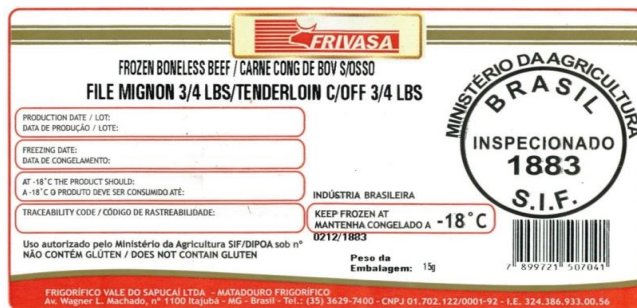 FRIVASA
FROZEN BONELESS BEEF / CARNE CONG DE BOV S/OSSO
FILE MIGNON 3/4 LBS/TENDERLOIN C/OFF 3/4 LBS
PRODUCTION DATE / LOT:
DATA DE PRODUÇÃO / LOTE:
FREEZING DATE:
DATA DE CONGELAMENTO:
AT -18°C THE PRODUCT SHOULD:
A -18°C O PRODUTO DEVE SER CONSUMIDO ATÉ:
TRACEABILITY CODE / CÓDIGO DE RASTREABILIDADE:
INDÚSTRIA BRASILEIRA
KEEP FROZEN AT
MANTENHA CONGELADO A -18°C
0212/1883
Uso autorizado pelo Ministério da Agricultura SIF/DIPOA sob nº
NÃO CONTÉM GLÚTEN / DOES NOT CONTAIN GLUTEN
Peso da
Embalagem: 15g
MINISTÉRIO DA AGRICULTURA
BRASIL
INSPECIONADO
1883
S.I.F.
7 899721 507041
FRIGORÍFICO VALE DO SAPUCAÍ LTDA - MATADOURO FRIGORÍFICO
Av. Wagner L. Machado, nº 1100 Itajubá - MG - Brasil - Tel.: (35) 3629-7400 - CNPJ 01.702.122/0001-92 - I.E. 324.386.933.00.56